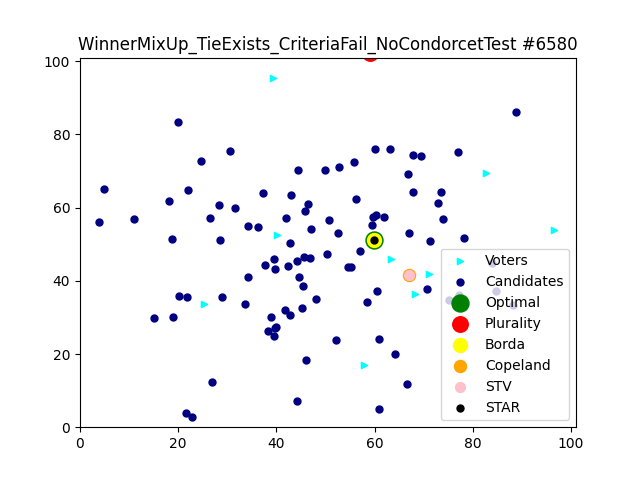 WinnerMixUp_TieExists_CriteriaFail_NoCondorcetTest #6580
100
80
60
40
20
0
0 20 40 60 80 100
Voters
Candidates
Optimal
Plurality
Borda
Copeland
STV
STAR